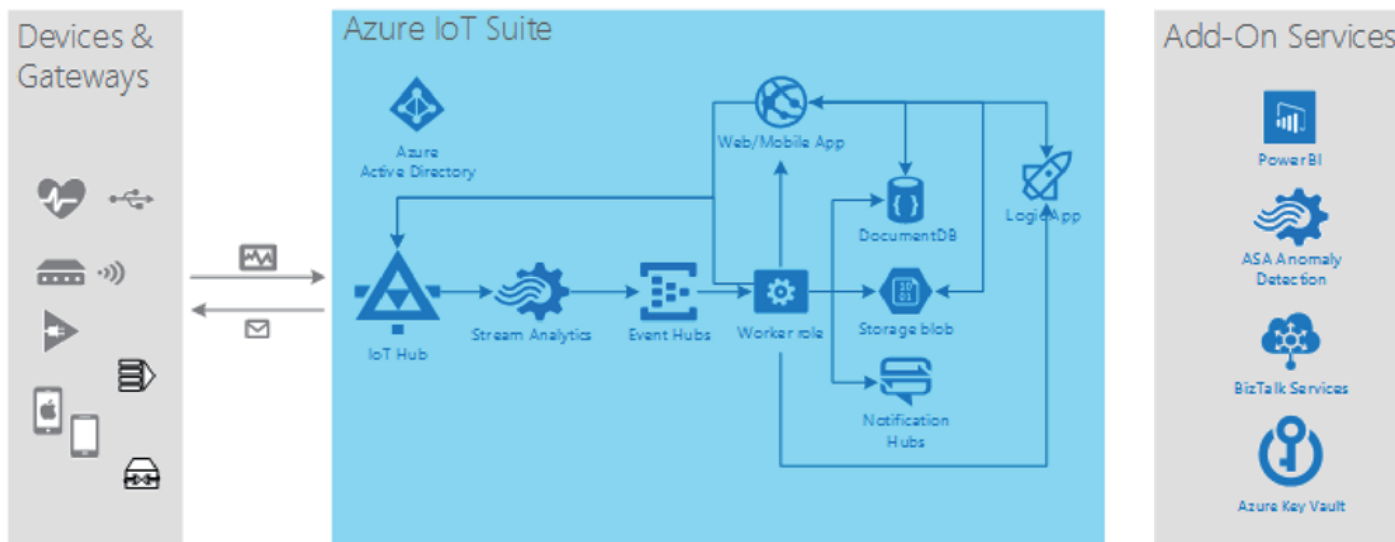 Devices &
Gateways
Azure IoT Suite
Azure
Active Directory
Web/Mobile App
Logic App
DocumentDB
IoT Hub
Stream Analytics
Event Hubs
Worker role
10
01
Storage blob
Notification
Hubs
Add-On Services
Power BI
ASA Anomaly
Detection
BizTalk Services
Azure Key Vault